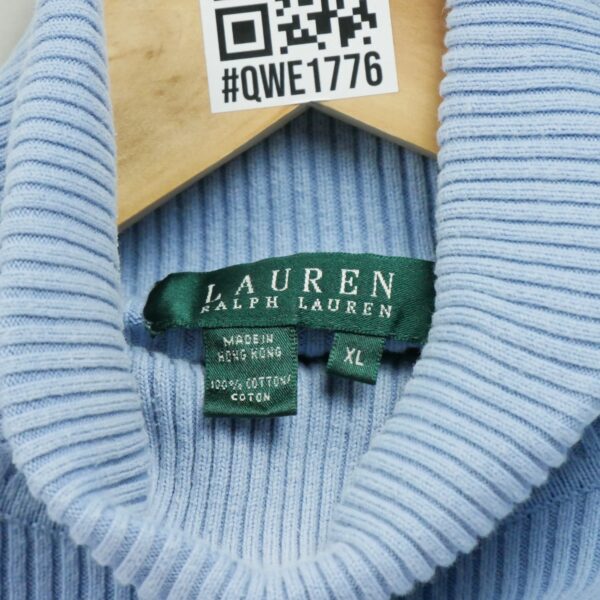 #QWE1776
LAUREN
RALPH LAUREN
MADE IN
HONG KONG
100% COTTON/
COTON
XL